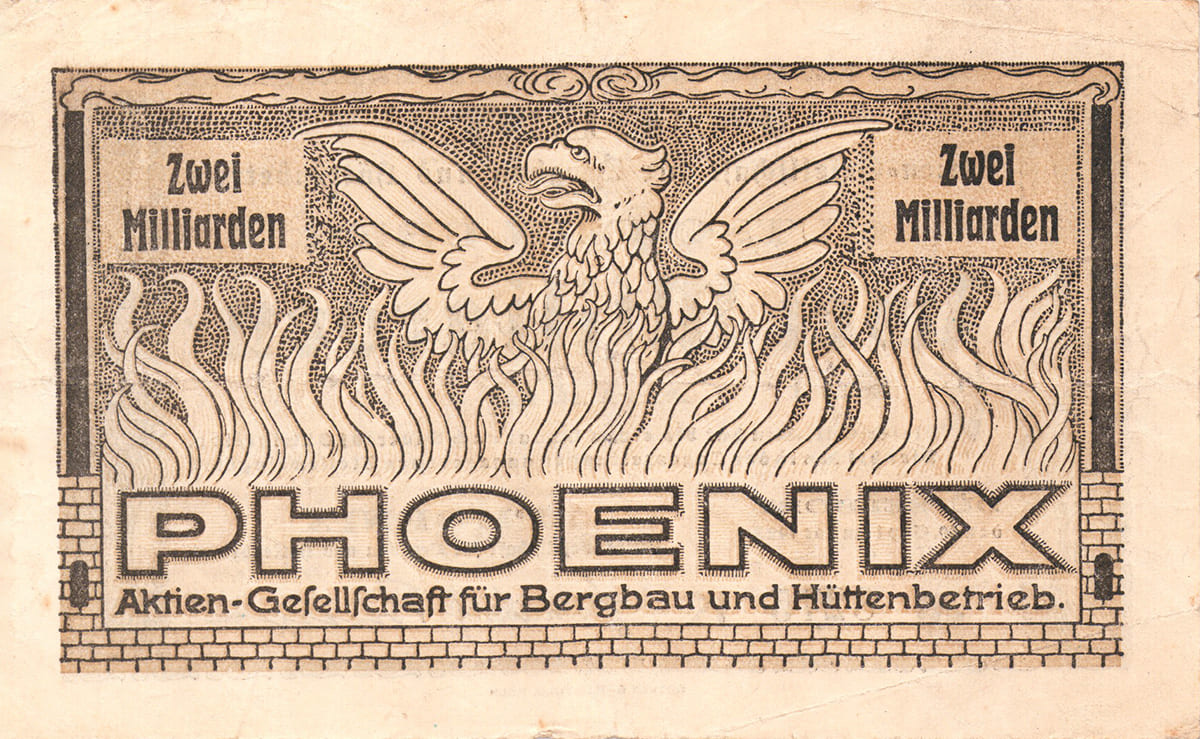 Zwei
Milliarden
Zwei
Milliarden
PHOENIX
Aktien-Geſellſchaft für Bergbau und Hüttenbetrieb.